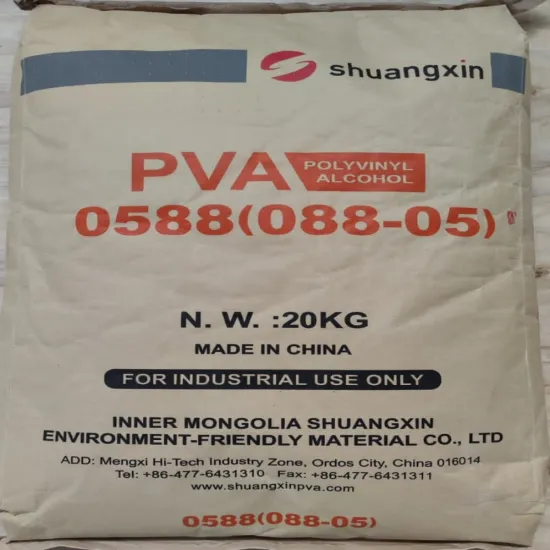 shuangxin
PVA POLYVINYL
ALCOHOL
0588(088-05)
N. W. :20KG
MADE IN CHINA
FOR INDUSTRIAL USE ONLY
INNER MONGOLIA SHUANGXIN
ENVIRONMENT-FRIENDLY MATERIAL CO., LTD
ADD: Mengxi Hi-Tech Industry Zone, Ordos City, China 016014
Tel: +86-477-6431310 Fax: +86-477-6431311
www.shuangxinpva.com
0588(088-05)